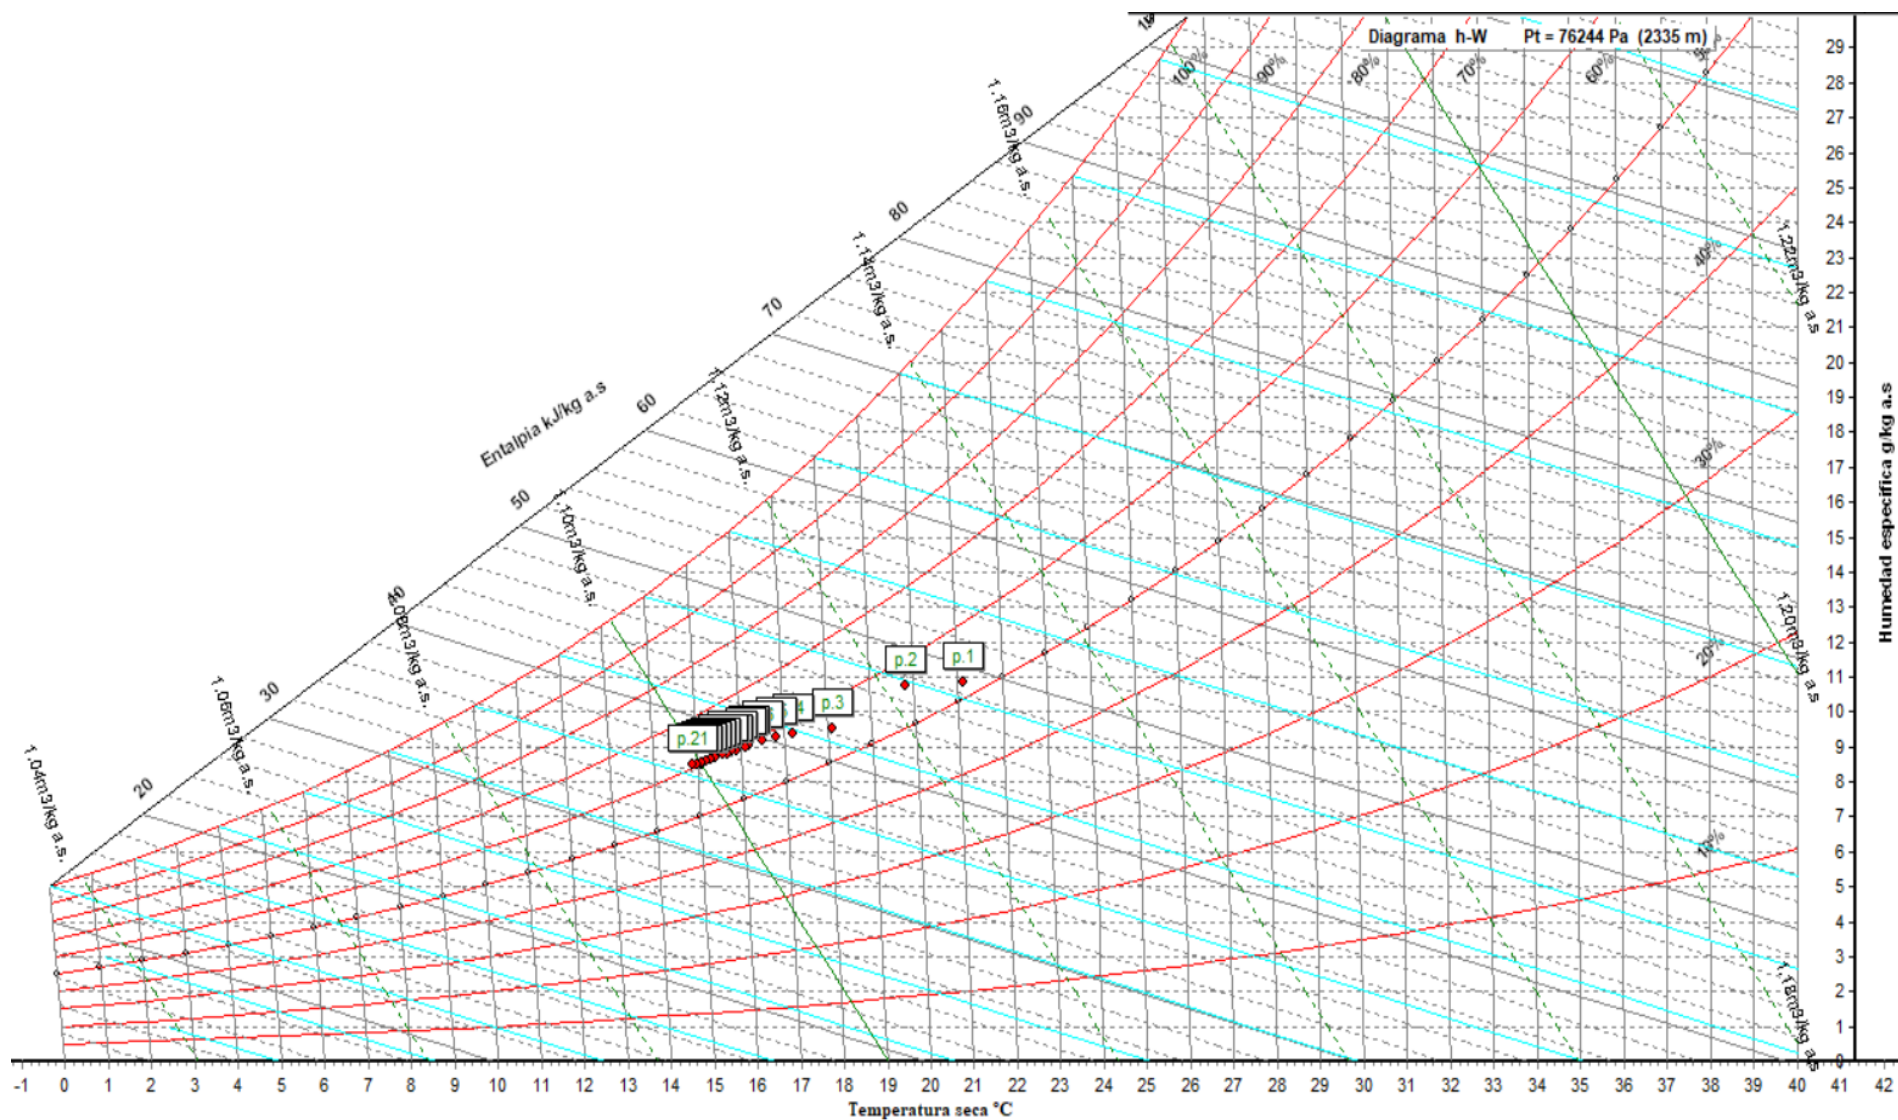 Diagrama h-W Pt = 76244 Pa (2335 m)
100%
90%
80%
70%
60%
40%
30%
20%
10%
Entalpia kJ/kg a.s
20
30
40
50
60
70
80
90
1.04m3/kg a.s.
1.06m3/kg a.s.
1.08m3/kg a.s.
1.10m3/kg a.s.
1.12m3/kg a.s.
1.14m3/kg a.s.
1.16m3/kg a.s.
1.22m3/kg a.s
1.20m3/kg a.s
1.18m3/kg a.s
p.2
p.1
p.3
4
p.21
29
28
27
26
25
24
23
22
21
20
19
18
17
16
15
14
13
12
11
10
9
8
7
6
5
4
3
2
1
0
Humedad especifica g/kg a.s
-1 0 1 2 3 4 5 6 7 8 9 10 11 12 13 14 15 16 17 18 19 20 21 22 23 24 25 26 27 28 29 30 31 32 33 34 35 36 37 38 39 40 41 42
Temperatura seca °C